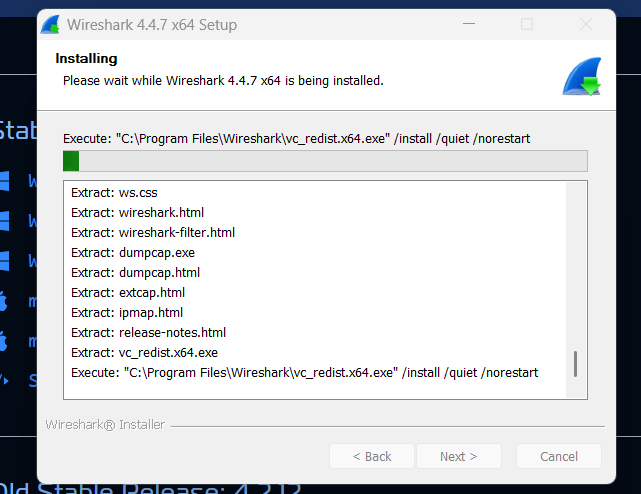 Wireshark 4.4.7 x64 Setup
Installing
Please wait while Wireshark 4.4.7 x64 is being installed.
Execute: "C:\Program Files\Wireshark\vc_redist.x64.exe" /install /quiet /norestart
Extract: ws.css
Extract: wireshark.html
Extract: wireshark-filter.html
Extract: dumpcap.exe
Extract: dumpcap.html
Extract: extcap.html
Extract: ipmap.html
Extract: release-notes.html
Extract: vc_redist.x64.exe
Execute: "C:\Program Files\Wireshark\vc_redist.x64.exe" /install /quiet /norestart
Wireshark® Installer
< Back
Next >
Cancel
Old Stable Release: 4.2.12